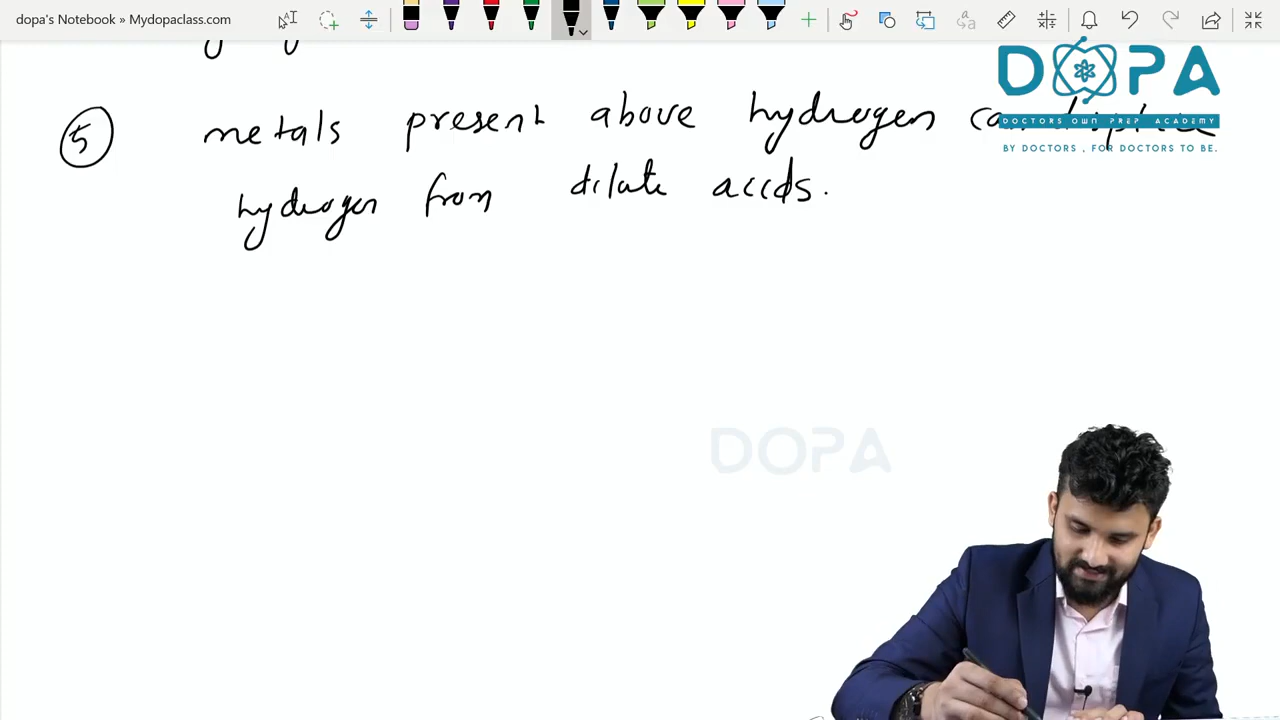 dopa's Notebook » Mydopaclass.com
DOPA
DOCTORS OWN PREP ACADEMY
BY DOCTORS , FOR DOCTORS TO BE.
5 metals present above hydrogen can
hydrogen from dilute acids.
DOPA